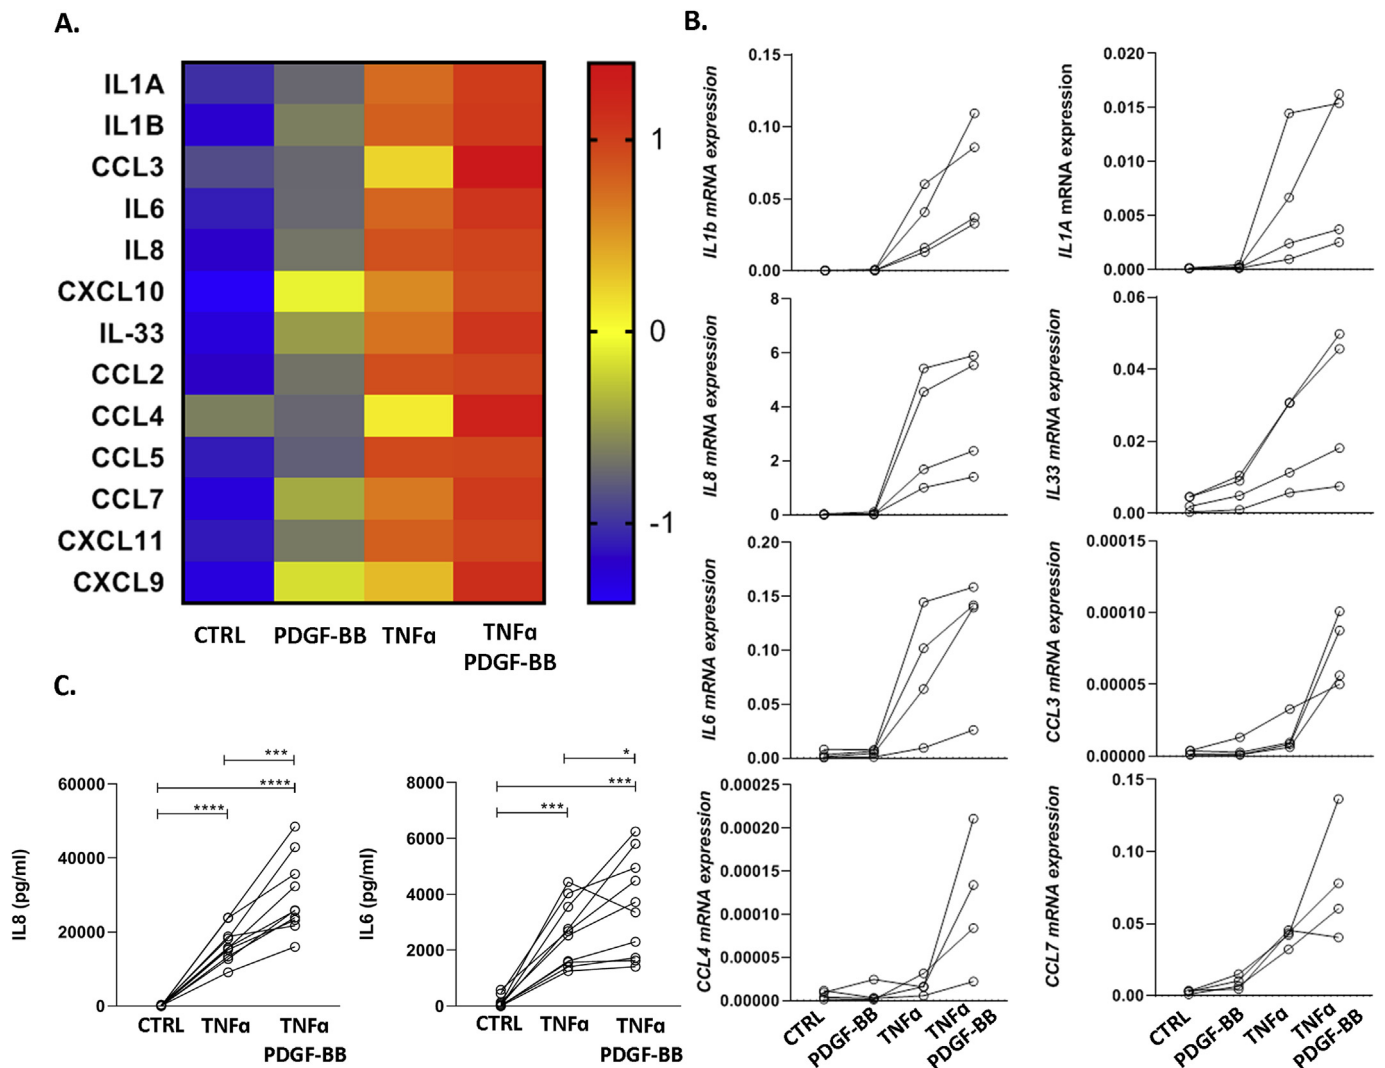 A.
IL1A
IL1B
CCL3
IL6
IL8
CXCL10
IL-33
CCL2
CCL4
CCL5
CCL7
CXCL11
CXCL9
CTRL PDGF-BB TNFα TNFα
PDGF-BB
1
0
-1
B.
IL1b mRNA expression
0.15
0.10
0.05
0.00
IL1A mRNA expression
0.020
0.015
0.010
0.005
0.000
IL8 mRNA expression
8
6
4
2
0
IL33 mRNA expression
0.06
0.04
0.02
0.00
IL6 mRNA expression
0.20
0.15
0.10
0.05
0.00
CCL3 mRNA expression
0.00015
0.00010
0.00005
0.00000
CCL4 mRNA expression
0.00025
0.00020
0.00015
0.00010
0.00005
0.00000
CTRL
PDGF-BB
TNFα
TNFα
PDGF-BB
CCL7 mRNA expression
0.15
0.10
0.05
0.00
CTRL
PDGF-BB
TNFα
TNFα
PDGF-BB
C.
IL8 (pg/ml)
60000
40000
20000
0
***
****
****
CTRL TNFα TNFα
PDGF-BB
IL6 (pg/ml)
8000
6000
4000
2000
0
*
***
***
CTRL TNFα TNFα
PDGF-BB